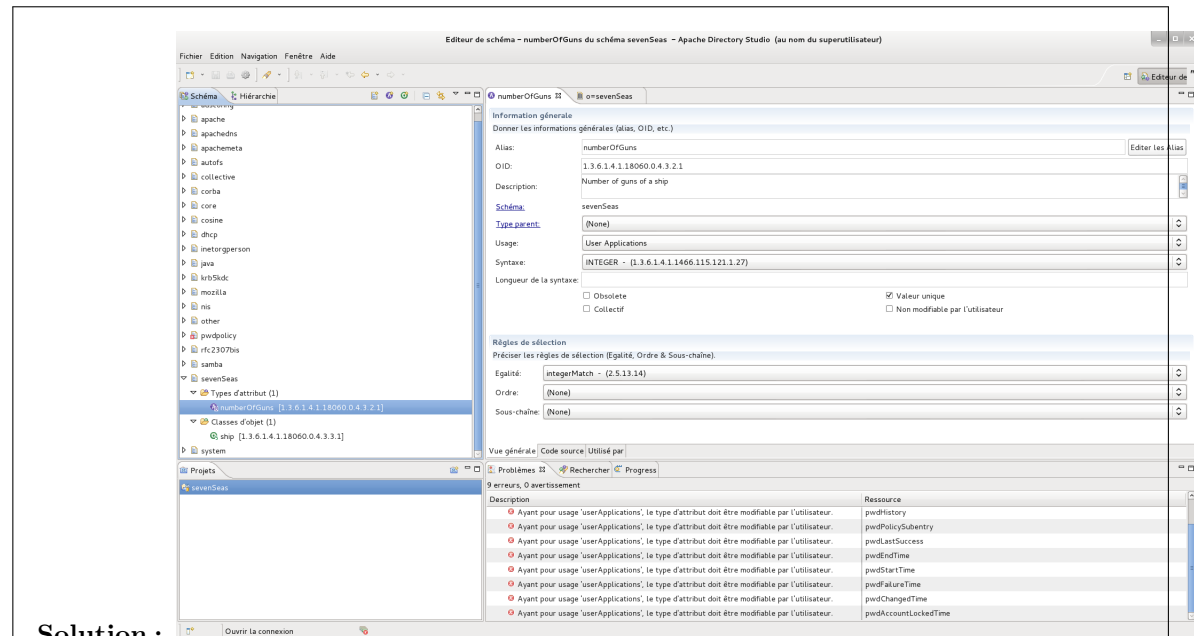 Editeur de schéma - numberOfGuns du schéma sevenSeas - Apache Directory Studio (au nom du superutilisateur)
Fichier Edition Navigation Fenêtre Aide
Editeur de
Schéma Hiérarchie
apache
apachedns
apachemeta
autofs
collective
corba
core
cosine
dhcp
inetorgperson
java
krb5kdc
mozilla
nis
other
pwdpolicy
rfc2307bis
samba
sevenSeas
Types d'attribut (1)
numberOfGuns [1.3.6.1.4.1.18060.0.4.3.2.1]
Classes d'objet (1)
ship [1.3.6.1.4.1.18060.0.4.3.3.1]
system
numberOfGuns o=sevenSeas
Information génerale
Donner les informations générales (alias, OID, etc.)
Alias: numberOfGuns Editer les Alias
OID: 1.3.6.1.4.1.18060.0.4.3.2.1
Description: Number of guns of a ship
Schéma: sevenSeas
Type parent: (None)
Usage: User Applications
Syntaxe: INTEGER - (1.3.6.1.4.1.1466.115.121.1.27)
Longueur de la syntaxe:
Obsolete Valeur unique
Collectif Non modifiable par l'utilisateur
Règles de sélection
Préciser les règles de sélection (Egalité, Ordre & Sous-chaîne).
Egalité: integerMatch - (2.5.13.14)
Ordre: (None)
Sous-chaîne: (None)
Vue générale Code source Utilisé par
Projets
sevenSeas
Problèmes Rechercher Progress
9 erreurs, 0 avertissement
Description Ressource
Ayant pour usage 'userApplications', le type d'attribut doit être modifiable par l'utilisateur. pwdHistory
Ayant pour usage 'userApplications', le type d'attribut doit être modifiable par l'utilisateur. pwdPolicySubentry
Ayant pour usage 'userApplications', le type d'attribut doit être modifiable par l'utilisateur. pwdLastSuccess
Ayant pour usage 'userApplications', le type d'attribut doit être modifiable par l'utilisateur. pwdEndTime
Ayant pour usage 'userApplications', le type d'attribut doit être modifiable par l'utilisateur. pwdStartTime
Ayant pour usage 'userApplications', le type d'attribut doit être modifiable par l'utilisateur. pwdFailureTime
Ayant pour usage 'userApplications', le type d'attribut doit être modifiable par l'utilisateur. pwdChangedTime
Ayant pour usage 'userApplications', le type d'attribut doit être modifiable par l'utilisateur. pwdAccountLockedTime
Solution : Ouvrir la connexion